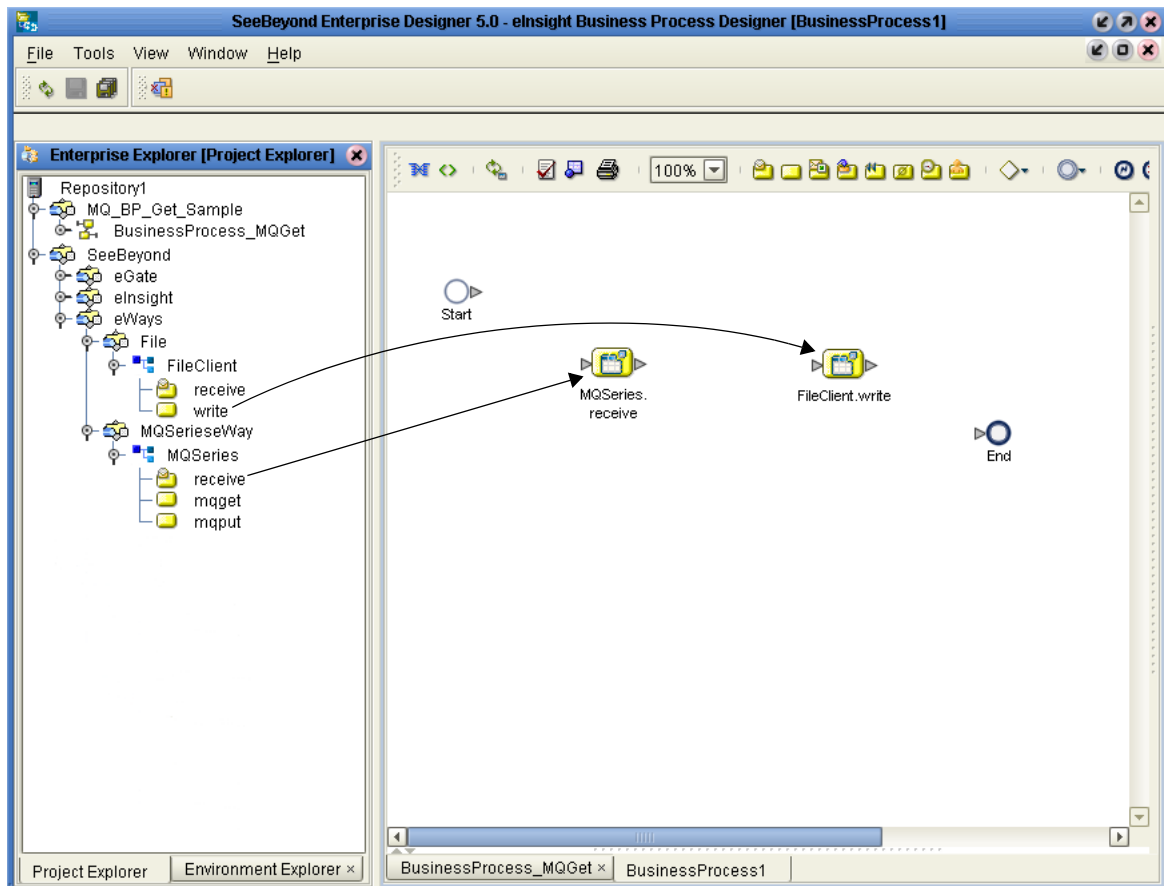 SeeBeyond Enterprise Designer 5.0 - eInsight Business Process Designer [BusinessProcess1]
File Tools View Window Help
Enterprise Explorer [Project Explorer]
100%
Repository1
MQ_BP_Get_Sample
BusinessProcess_MQGet
SeeBeyond
eGate
eInsight
eWays
File
FileClient
receive
write
MQSerieseWay
MQSeries
receive
mqget
mqput
Start
MQSeries.
receive
FileClient.write
End
Project Explorer
Environment Explorer ×
BusinessProcess_MQGet ×
BusinessProcess1